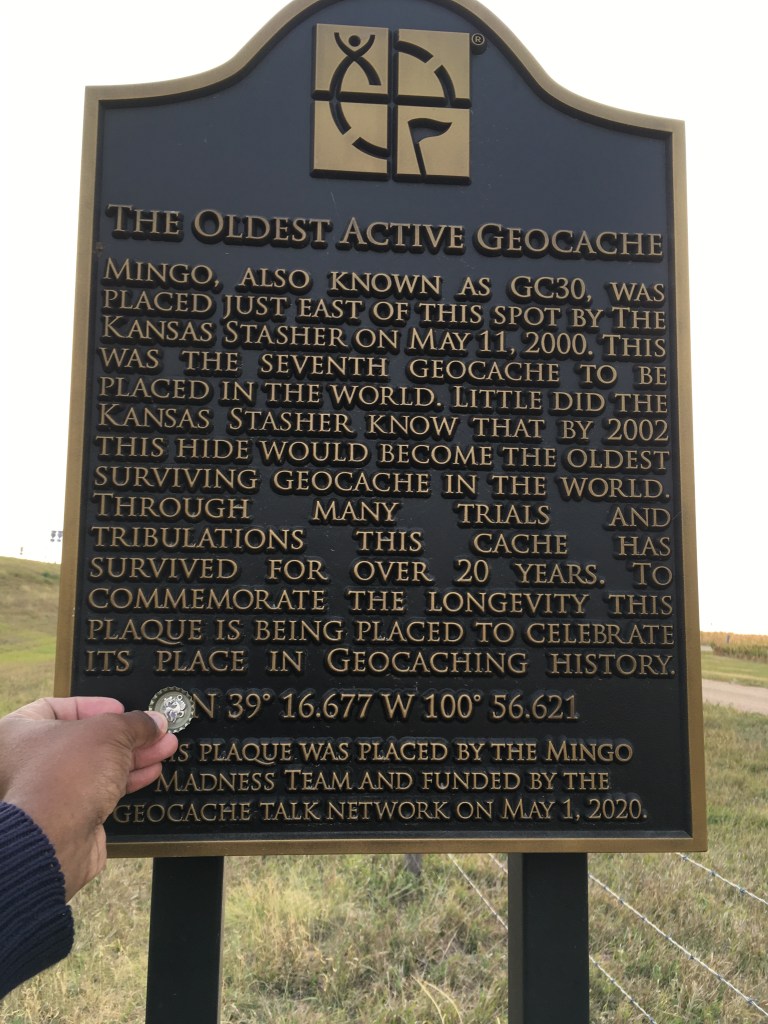 ®
The Oldest Active Geocache
Mingo, also known as GC30, was
placed just east of this spot by The
Kansas Stasher on May 11, 2000. This
was the seventh geocache to be
placed in the world. Little did the
Kansas Stasher know that by 2002
this hide would become the oldest
surviving geocache in the world.
Through many trials and
tribulations this cache has
survived for over 20 years. To
commemorate the longevity this
plaque is being placed to celebrate
its place in Geocaching history.
N 39° 16.677 W 100° 56.621
is plaque was placed by the Mingo
Madness Team and funded by the
geocache talk network on May 1, 2020.